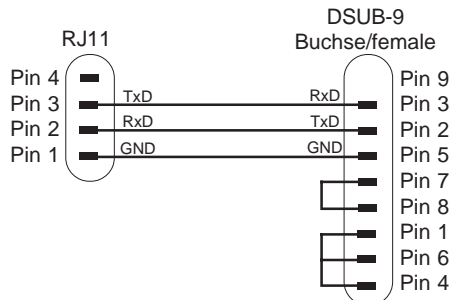 DSUB-9
RJ11
Buchse/female
Pin 4
Pin 9
Pin 3 TxD RxD Pin 3
Pin 2 RxD TxD Pin 2
Pin 1 GND GND Pin 5
Pin 7
Pin 8
Pin 1
Pin 6
Pin 4